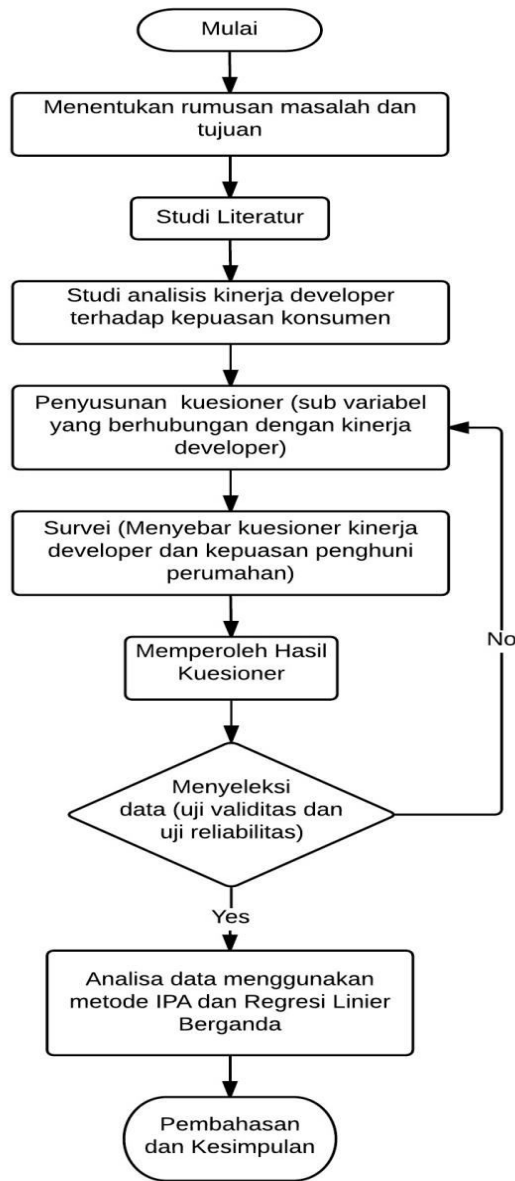 Mulai
Menentukan rumusan masalah dan
tujuan
Studi Literatur
Studi analisis kinerja developer
terhadap kepuasan konsumen
Penyusunan kuesioner (sub variabel
yang berhubungan dengan kinerja
developer)
Survei (Menyebar kuesioner kinerja
developer dan kepuasan penghuni
perumahan)
Memperoleh Hasil
Kuesioner
No
Menyeleksi
data (uji validitas dan
uji reliabilitas)
Yes
Analisa data menggunakan
metode IPA dan Regresi Linier
Berganda
Pembahasan
dan Kesimpulan